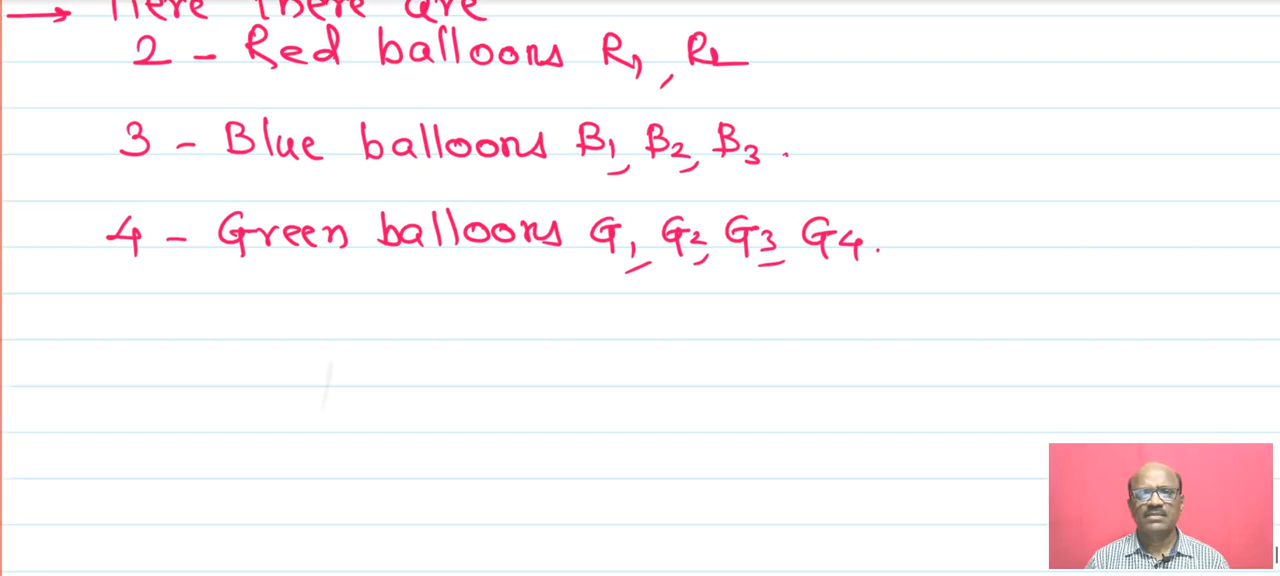 → Here there are
2 - Red balloons R1, R2
3 - Blue balloons B1, B2, B3.
4 - Green balloons G1, G2, G3 G4.